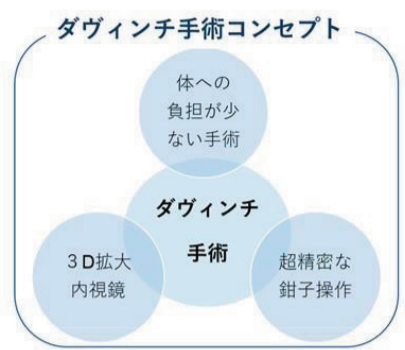 ダヴィンチ手術コンセプト
体への
負担が少
ない手術
ダヴィンチ
手術
３D拡大
内視鏡
超精密な
鉗子操作